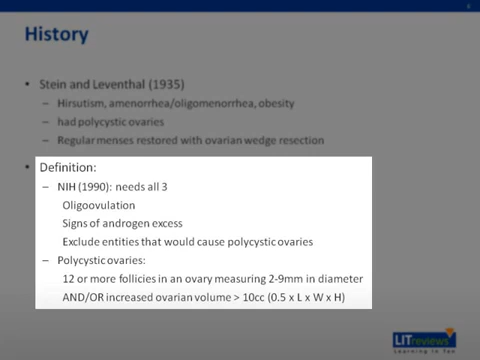 History
• Stein and Leventhal (1935)
– Hirsutism, amenorrhea/oligomenorrhea, obesity
– had polycystic ovaries
– Regular menses restored with ovarian wedge resection
• Definition:
– NIH (1990): needs all 3
Oligoovulation
Signs of androgen excess
Exclude entities that would cause polycystic ovaries
– Polycystic ovaries:
12 or more follicies in an ovary measuring 2-9mm in diameter
AND/OR increased ovarian volume > 10cc (0.5 x L x W x H)
LITreviews
Learning in Ten